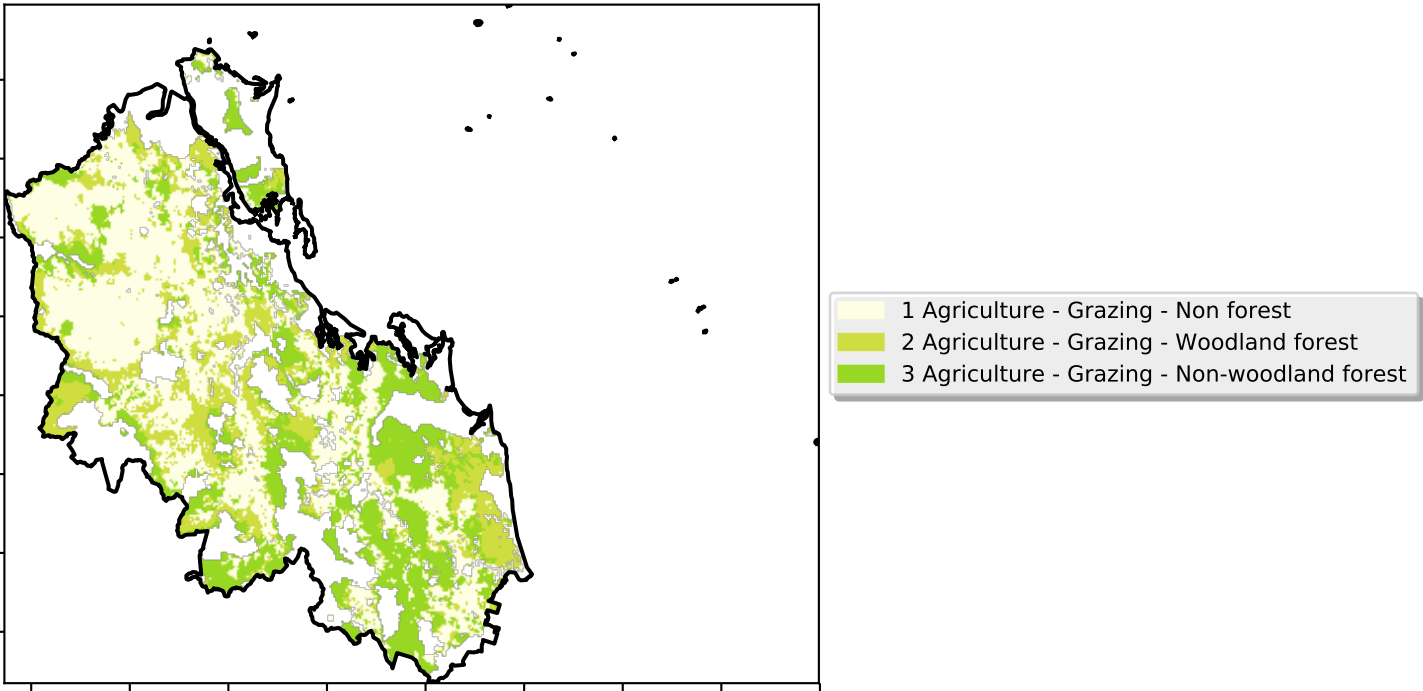 1 Agriculture - Grazing - Non forest
2 Agriculture - Grazing - Woodland forest
3 Agriculture - Grazing - Non-woodland forest